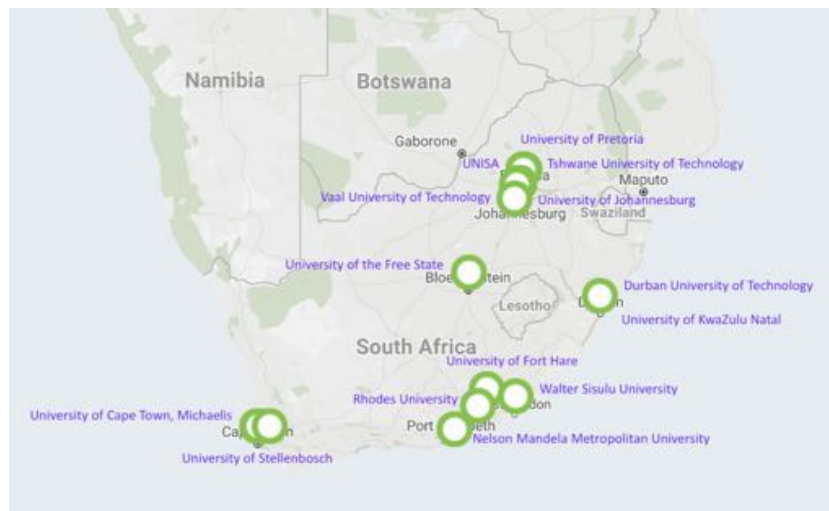 Namibia
Botswana
University of Pretoria
Gaborone
UNISA
Tshwane University of Technology
Maputo
Vaal University of Technology
University of Johannesburg
Swaziland
University of the Free State
Durban University of Technology
Lesotho
University of KwaZulu Natal
South Africa
University of Fort Hare
Walter Sisulu University
Rhodes University
University of Cape Town, Michaelis
Port
Nelson Mandela Metropolitan University
University of Stellenbosch